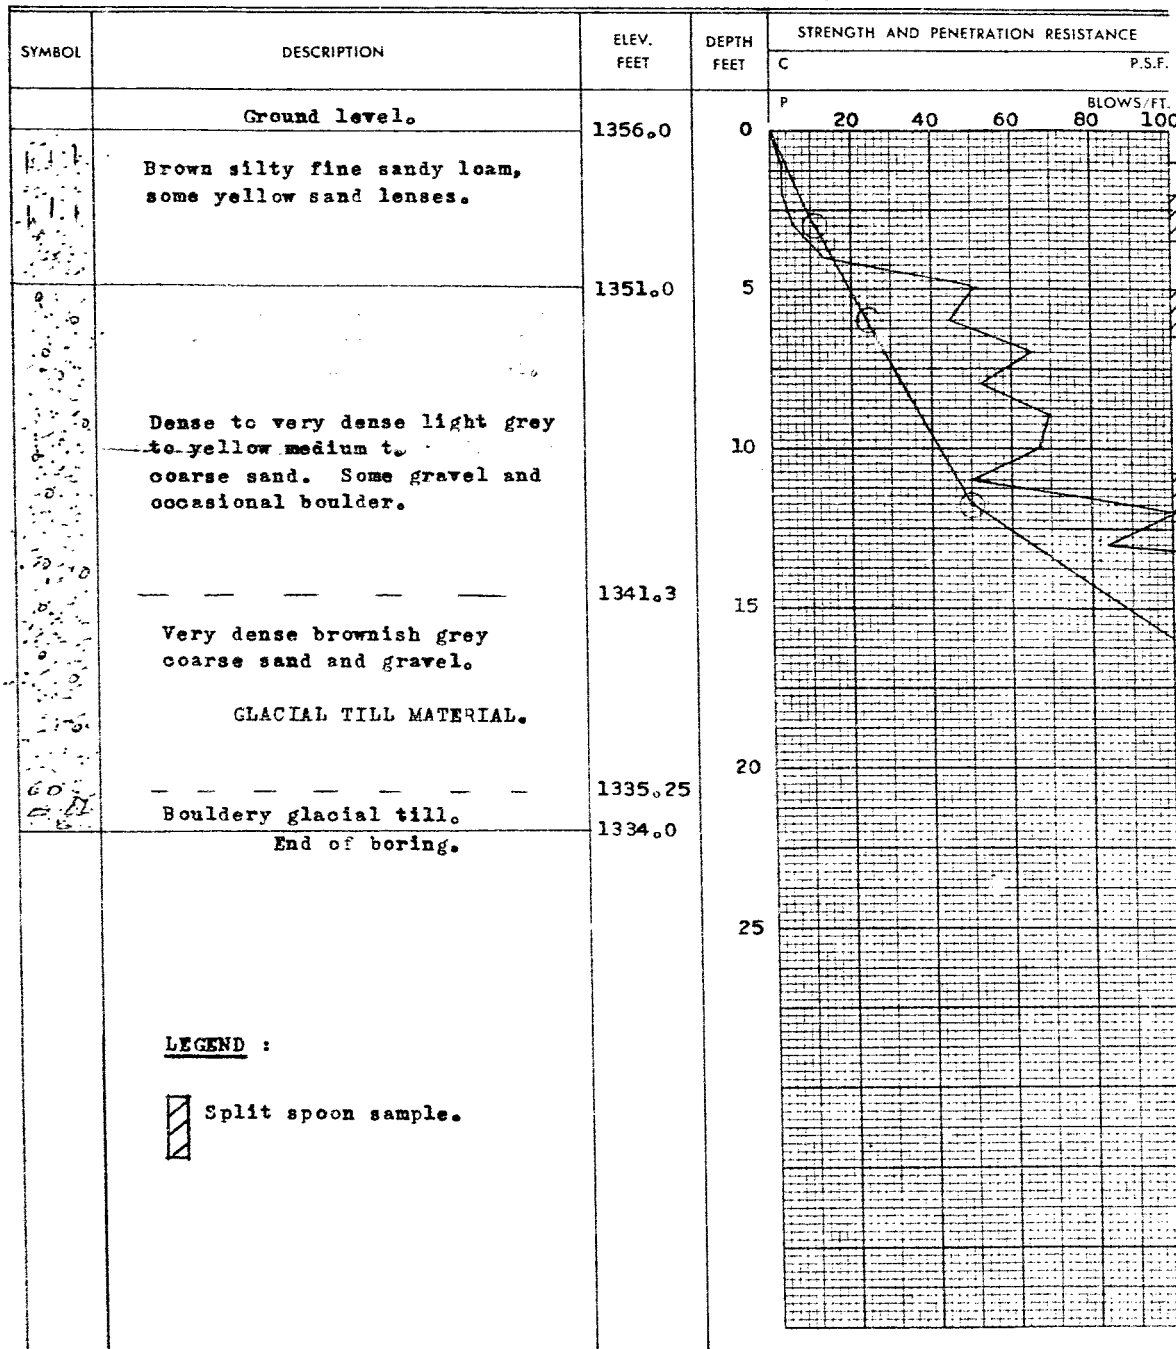 SYMBOL
DESCRIPTION
ELEV.
FEET
DEPTH
FEET
STRENGTH AND PENETRATION RESISTANCE
C P.S.F.
P BLOWS/FT.
20 40 60 80 100
Ground level.
1356.0
0
Brown silty fine sandy loam,
some yellow sand lenses.
1351.0
5
Dense to very dense light grey
to yellow medium t.
coarse sand. Some gravel and
occasional boulder.
10
1341.3
15
Very dense brownish grey
coarse sand and gravel.
GLACIAL TILL MATERIAL.
20
1335.25
Bouldery glacial till.
1334.0
End of boring.
25
LEGEND :
Split spoon sample.